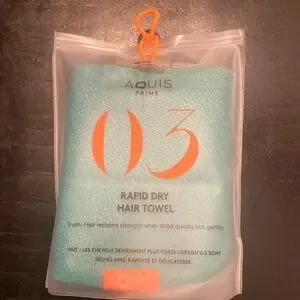 AQUIS
PRIME
03
RAPID DRY
HAIR TOWEL
Truth: Hair reclaims strength when dried quickly but gently.
FAIT : LES CHEVEUX DEVIENNENT PLUS FORTS LORSQU'ILS SONT
SÉCHÉS AVEC RAPIDITÉ ET DÉLICATESSE.